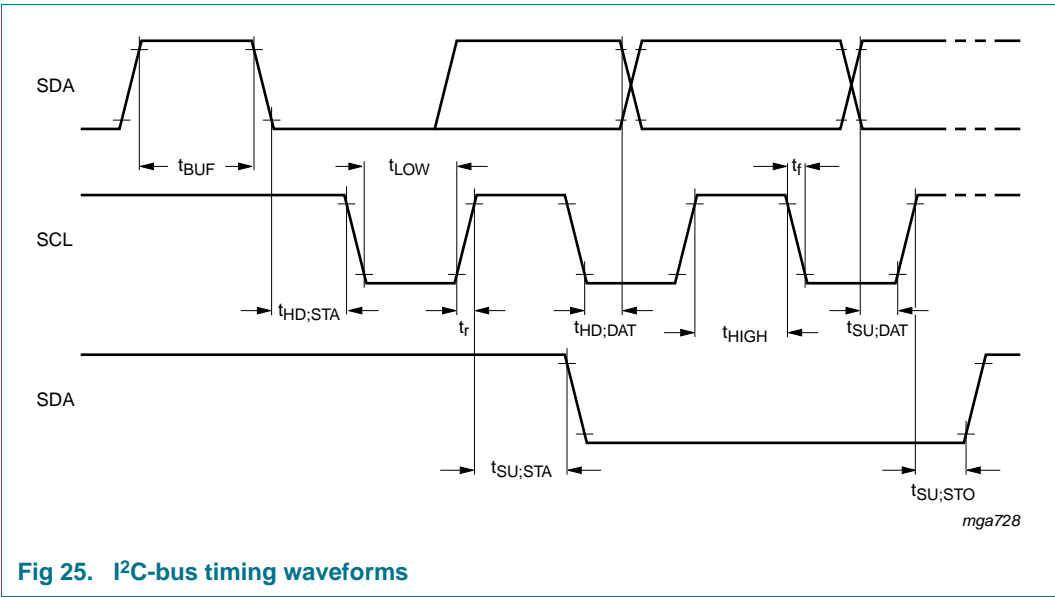 SDA
tBUF
tLOW
tf
SCL
tHD;STA
tr
tHD;DAT
tHIGH
tSU;DAT
SDA
tSU;STA
tSU;STO
mga728
Fig 25. I²C-bus timing waveforms